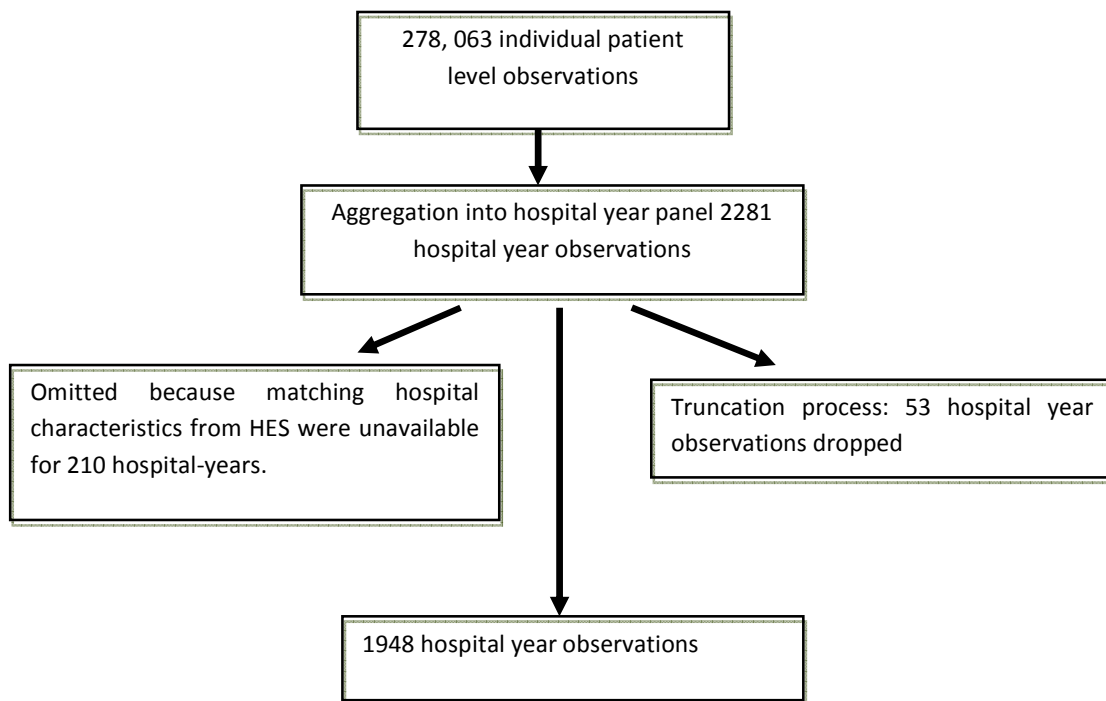 278, 063 individual patient
level observations
Aggregation into hospital year panel 2281
hospital year observations
Omitted because matching hospital
characteristics from HES were unavailable
for 210 hospital-years.
Truncation process: 53 hospital year
observations dropped
1948 hospital year observations